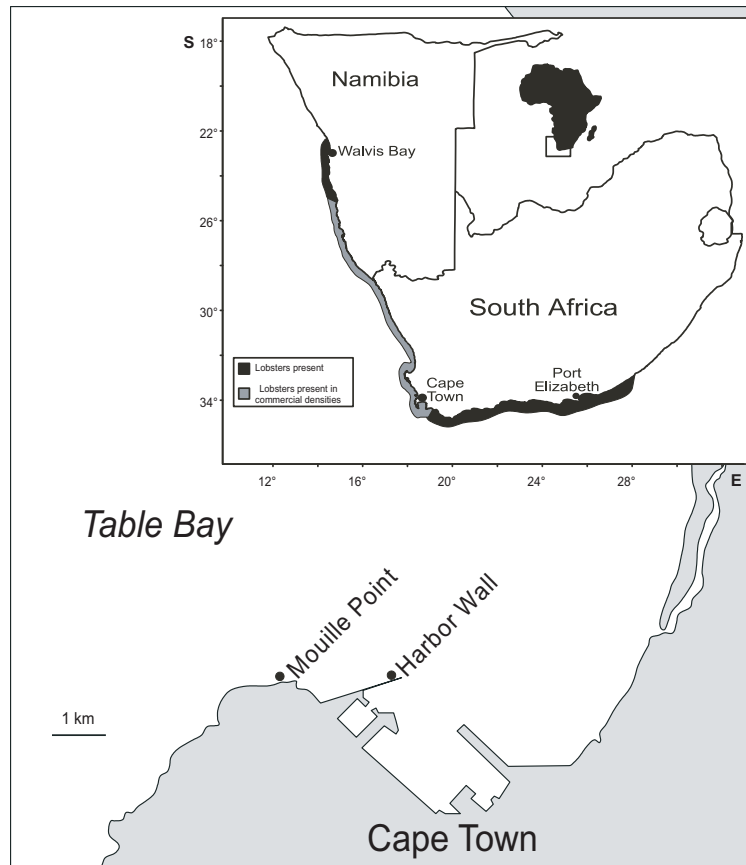 S 18°
Namibia
22°
Walvis Bay
26°
30°
South Africa
Lobsters present
Lobsters present in
commercial densities
Cape
Town
Port
Elizabeth
34°
12° 16° 20° 24° 28° E
Table Bay
Mouille Point
Harbor Wall
1 km
Cape Town